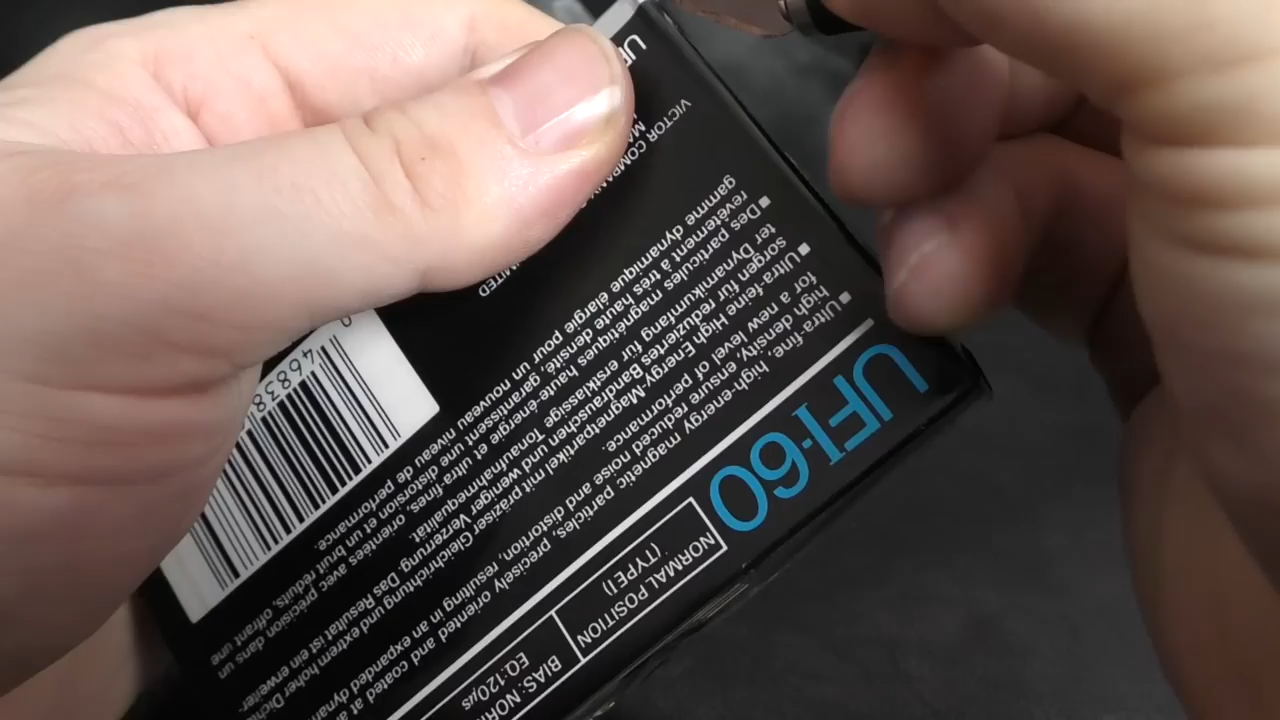 UFI-60
NORMAL POSITION
(TYPE I)
BIAS: NORM
EQ:120µs
■ Ultra-fine, high-energy magnetic particles, precisely oriented and coated at
high density, ensure reduced noise and distortion, resulting in an expanded
for a new level of performance.
■ Ultra-feine High Energy-Magnetpartikel mit präziser Gleichrichtung und extrem hoher
sorgen für reduziertes Bandrauschen und weniger Verzerrung. Das Resultat ist ein erweiter-
ter Dynamikumfang für erstklassige Tonaufnahmequalität.
■ Des particules magnétiques haute-énergie et ultra-fines, orientées avec précision dans un
revêtement à très haute densité, garantissent une distorsion et un bruit réduits, offrant une
gamme dynamique élargie pour un nouveau niveau de performance.
VICTOR COMPANY
LIMITED
46838